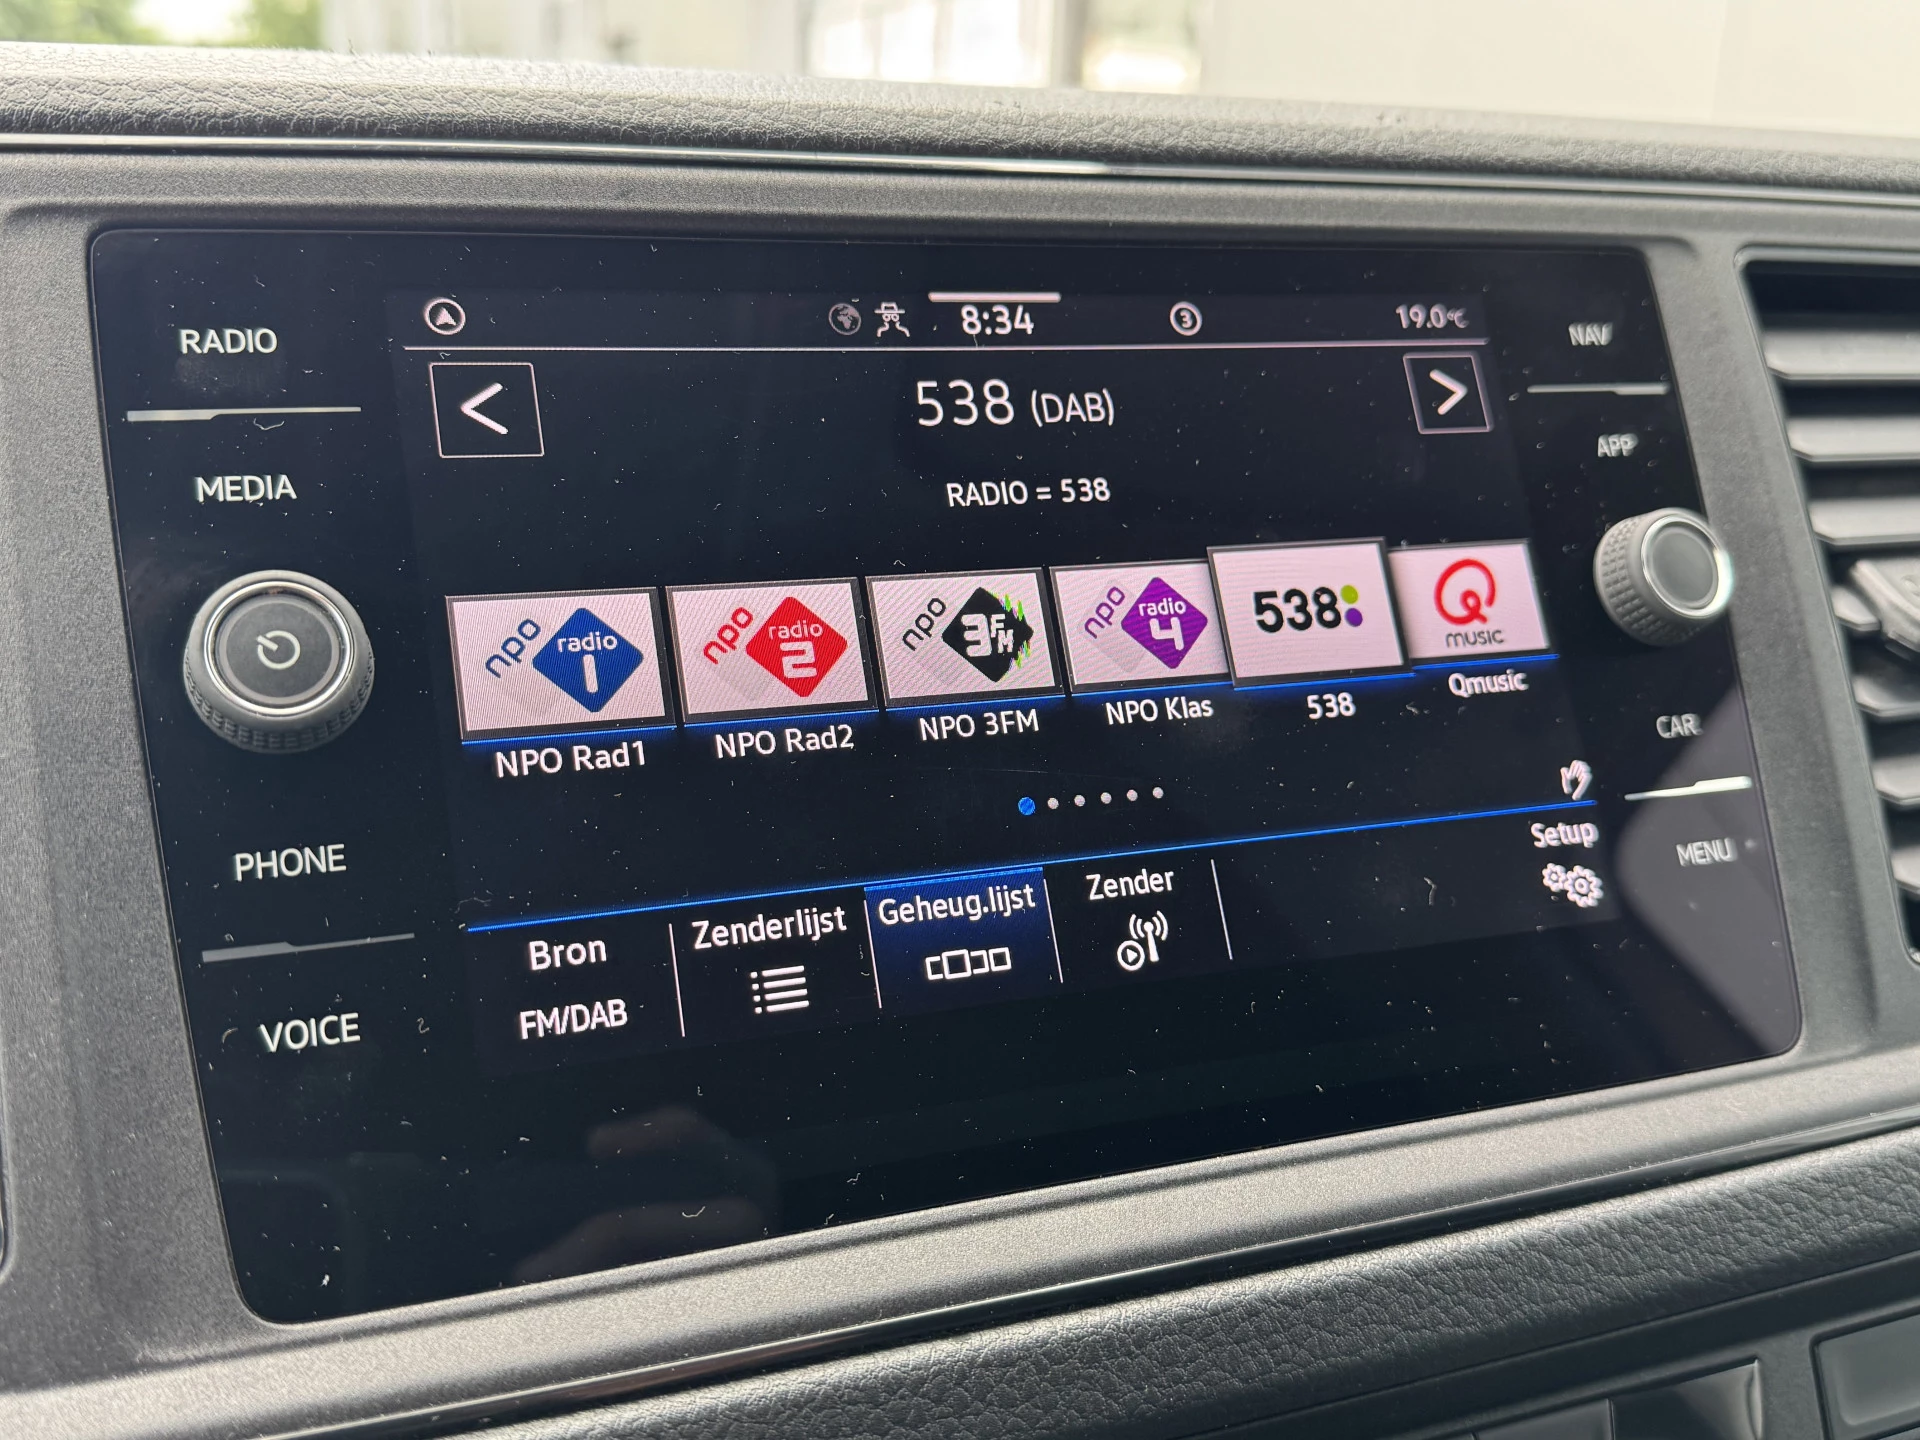 RADIO
MEDIA
PHONE
VOICE
8:34
3
19.0°C
538 (DAB)
RADIO = 538
npo radio 1
npo radio 2
npo 3FM
npo radio 4
538
Q music
NPO Rad1
NPO Rad2
NPO 3FM
NPO Klas
538
Qmusic
Bron
FM/DAB
Zenderlijst
Geheug.lijst
Zender
Setup
NAV
APP
CAR
MENU